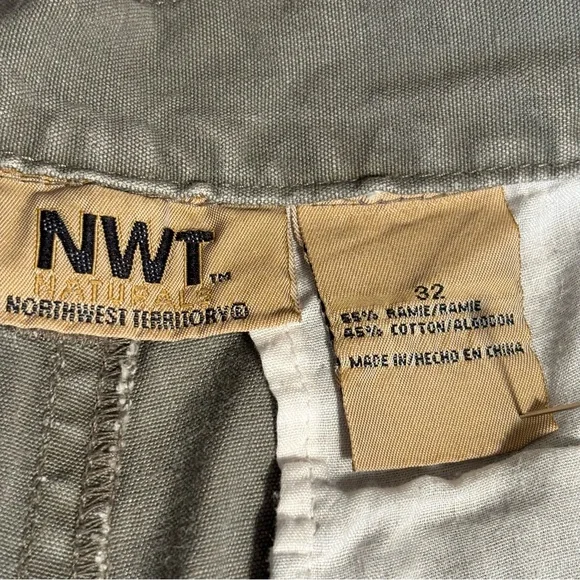 NWT™
NATURALS
NORTHWEST TERRITORY®
32
55% RAMIE/RAMIE
45% COTTON/ALGODON
MADE IN/HECHO EN CHINA